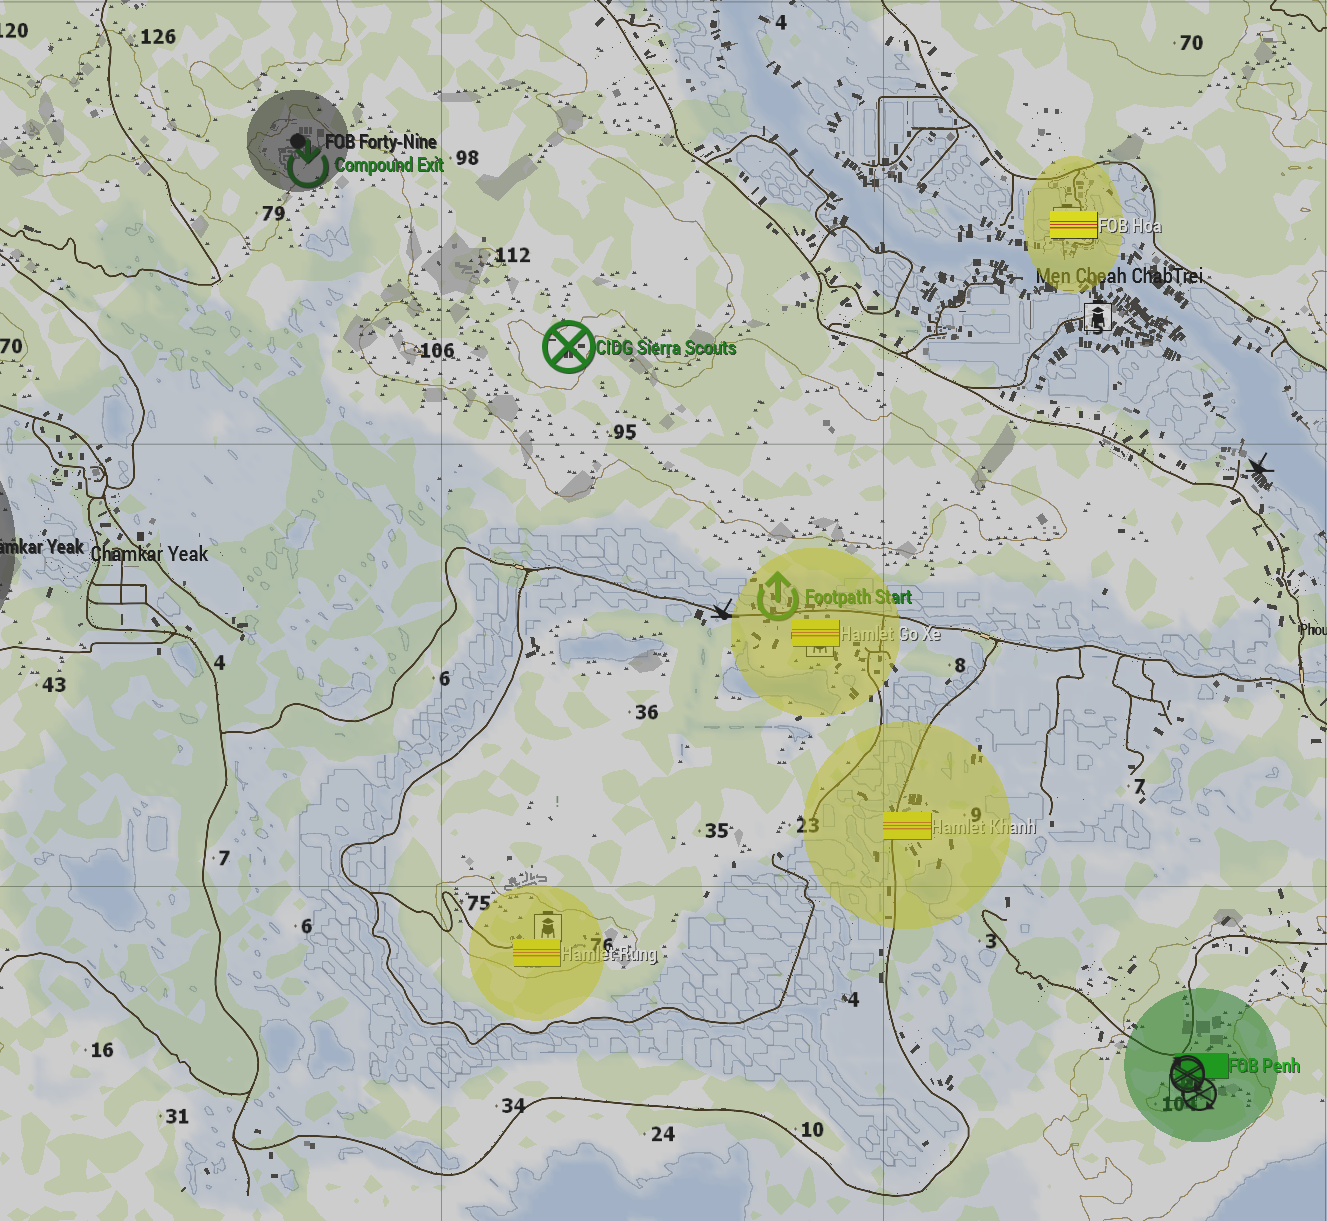 120
126
4
70
FOB Forty-Nine
Compound Exit
98
79
112
FOB Hoa
Men Cheah ChabTrei
5
70
106
CIDG Sierra Scouts
95
amkar Yeak
Chamkar Yeak
Footpath Start
Hamlet Go Xe
Phou
4
43
6
8
36
7
35
23
9
Hamlet Khanh
7
75
76
6
Hamlet Rung
3
4
16
FOB Penh
104
31
34
24
10